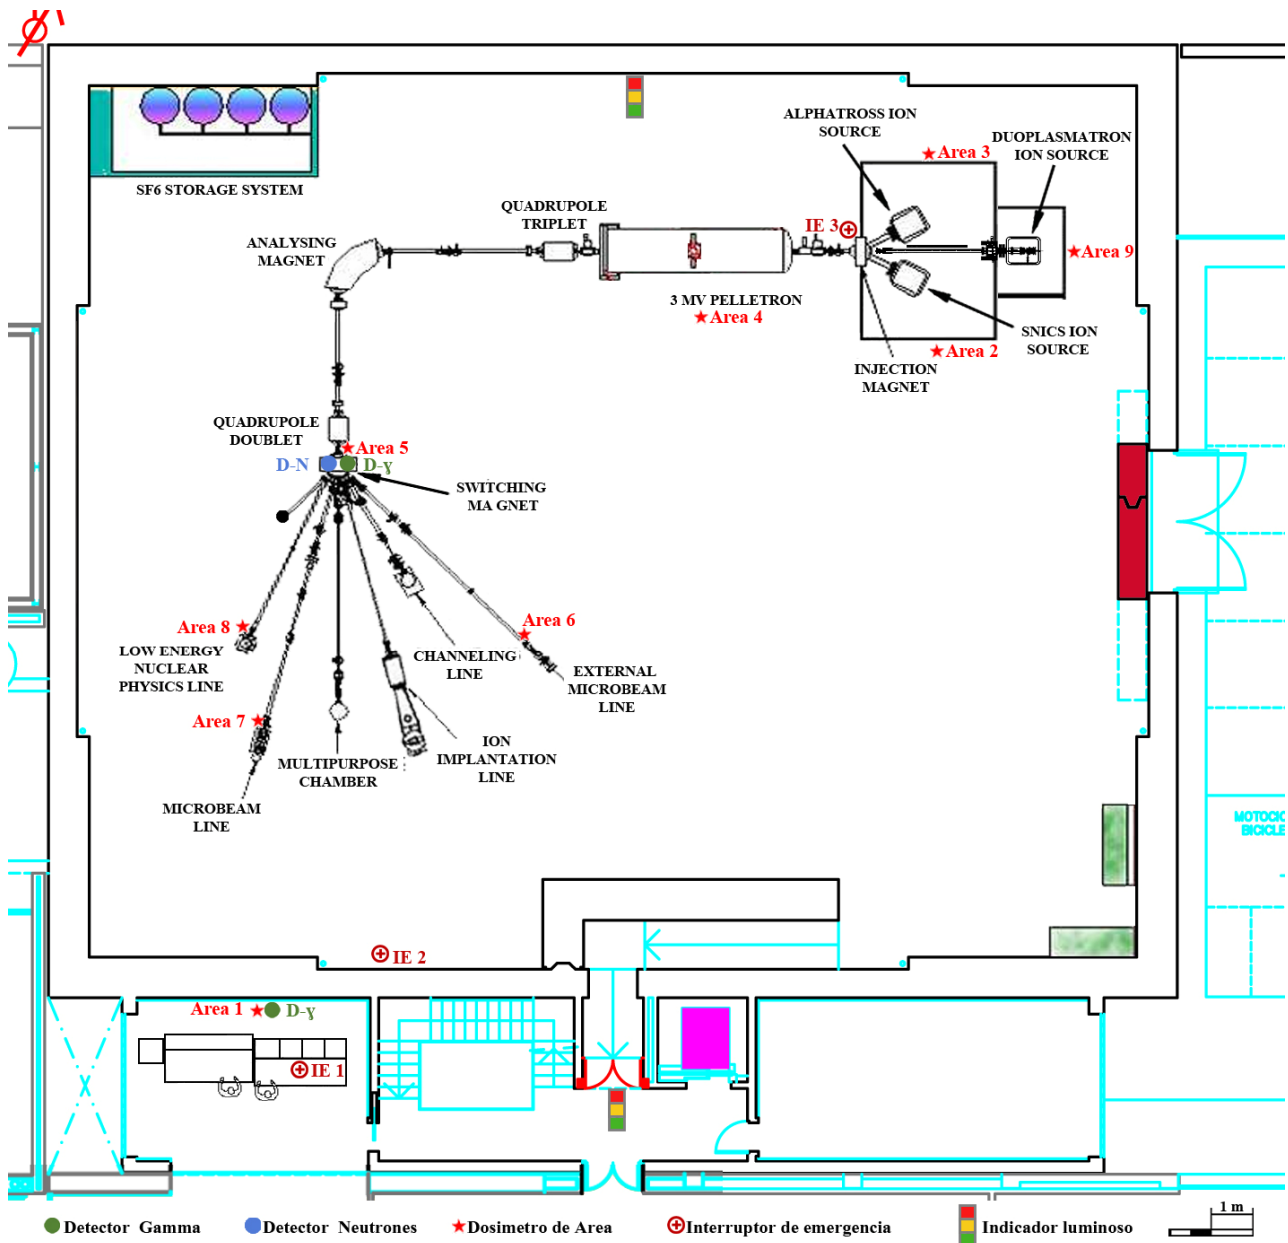 ALPHATROSS ION
SOURCE
DUOPLASMATRON
ION SOURCE
Area 3
SF6 STORAGE SYSTEM
QUADRUPOLE
TRIPLET
IE 3
ANALYSING
MAGNET
Area 9
3 MV PELLETRON
Area 4
SNICS ION
SOURCE
Area 2
INJECTION
MAGNET
QUADRUPOLE
DOUBLET
Area 5
D-N
D-γ
SWITCHING
MA GNET
Area 8
Area 6
LOW ENERGY
NUCLEAR
PHYSICS LINE
CHANNELING
LINE
EXTERNAL
MICROBEAM
LINE
Area 7
ION
IMPLANTATION
LINE
MULTIPURPOSE
CHAMBER
MICROBEAM
LINE
MOTOCIC
BICICLE
IE 2
Area 1
D-γ
IE 1
1 m
Detector Gamma
Detector Neutrones
Dosimetro de Area
Interruptor de emergencia
Indicador luminoso